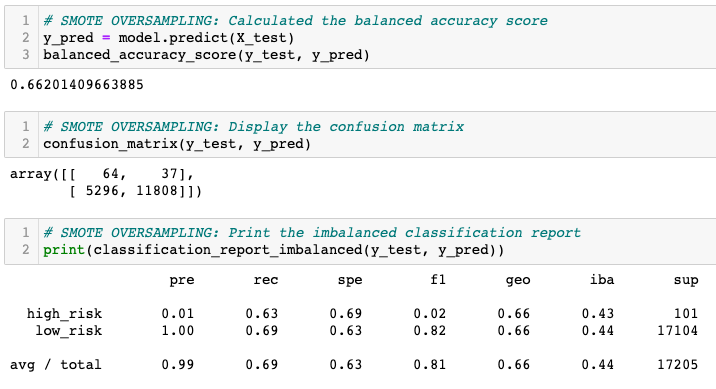 1 # SMOTE OVERSAMPLING: Calculated the balanced accuracy score
2 y_pred = model.predict(X_test)
3 balanced_accuracy_score(y_test, y_pred)
0.66201409663885
1 # SMOTE OVERSAMPLING: Display the confusion matrix
2 confusion_matrix(y_test, y_pred)
array([[   64,    37],
       [ 5296, 11808]])
1 # SMOTE OVERSAMPLING: Print the imbalanced classification report
2 print(classification_report_imbalanced(y_test, y_pred))
pre rec spe f1 geo iba sup
high_risk 0.01 0.63 0.69 0.02 0.66 0.43 101
low_risk 1.00 0.69 0.63 0.82 0.66 0.44 17104
avg / total 0.99 0.69 0.63 0.81 0.66 0.44 17205